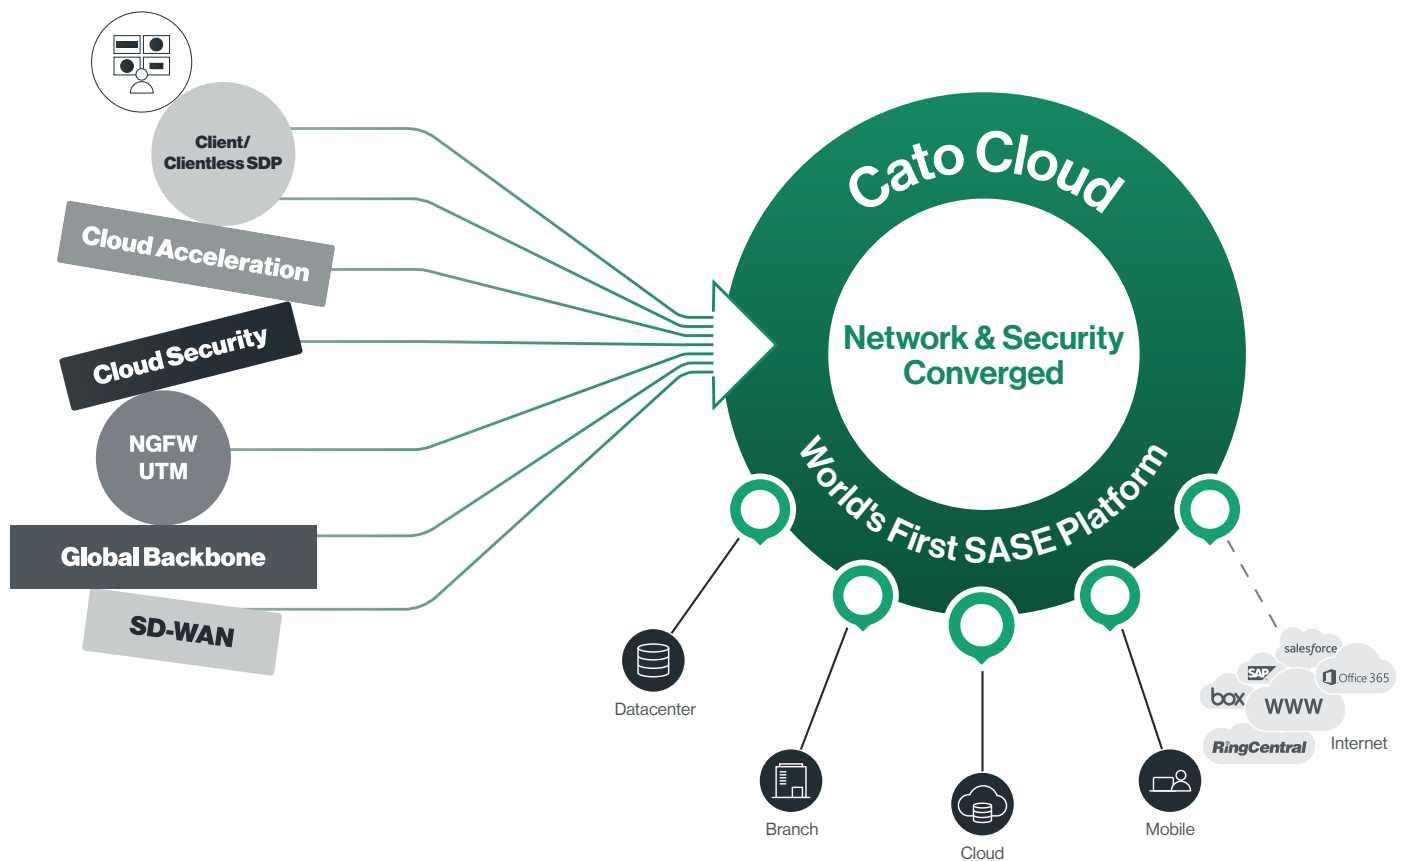 Client/
Clientless SDP
Cloud Acceleration
Cloud Security
NGFW
UTM
Global Backbone
SD-WAN
Cato Cloud
Network & Security
Converged
World's First SASE Platform
Datacenter
Branch
Cloud
Mobile
salesforce
SAP
Office 365
box
WWW
RingCentral
Internet